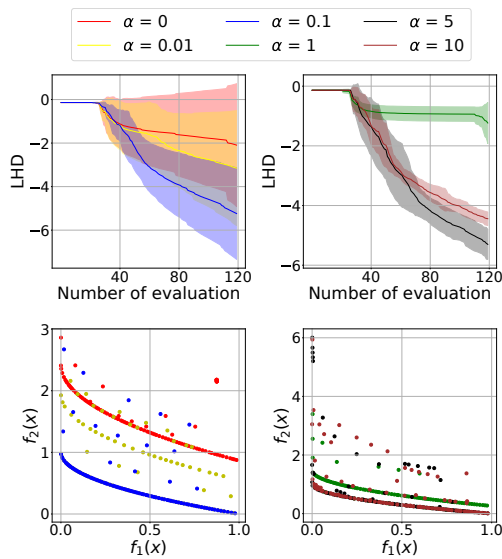 α = 0 α = 0.1 α = 5
α = 0.01 α = 1 α = 10
0
−2
−4
−6
LHD
40 80 120
Number of evaluation
0
−2
−4
−6
LHD
40 80 120
Number of evaluation
3
2
1
0
f₂(x)
0.0 0.5 1.0
f₁(x)
6
4
2
0
f₂(x)
0.0 0.5 1.0
f₁(x)